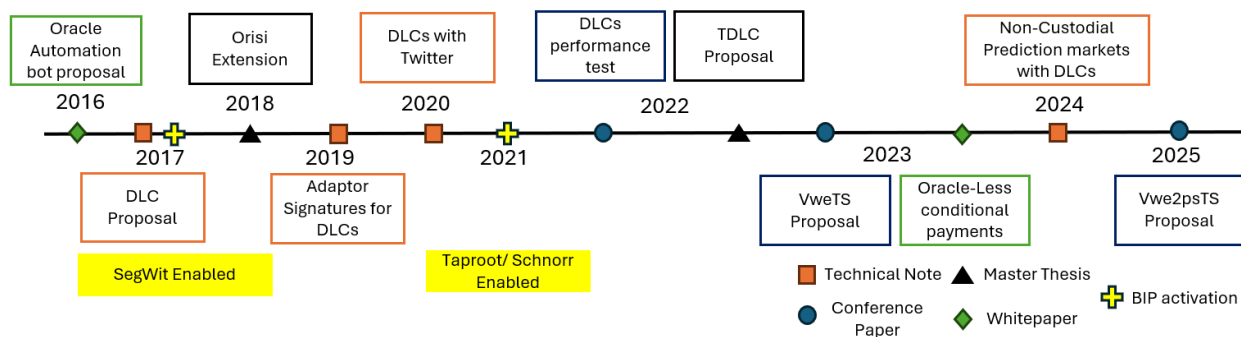 Oracle
Automation
bot proposal
Orisi
Extension
DLCs with
Twitter
DLCs
performance
test
TDLC
Proposal
Non-Custodial
Prediction markets
with DLCs
2016
2018
2020
2022
2024
2017
2019
2021
2023
2025
DLC
Proposal
Adaptor
Signatures for
DLCs
VweTS
Proposal
Oracle-Less
conditional
payments
Vwe2psTS
Proposal
SegWit Enabled
Taproot/ Schnorr
Enabled
Technical Note
Master Thesis
BIP activation
Conference
Paper
Whitepaper